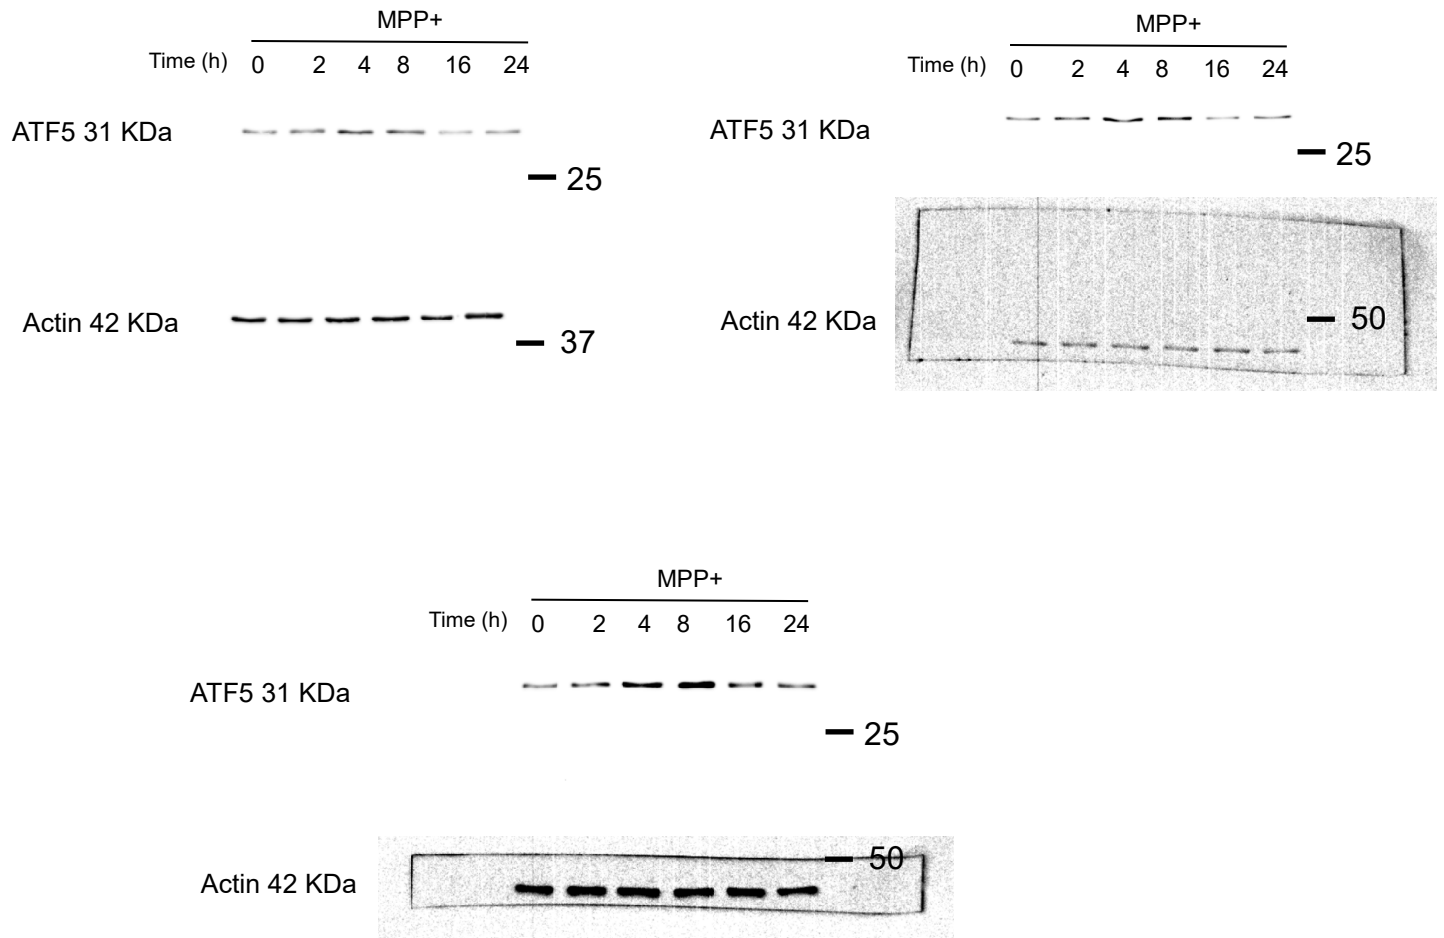 MPP+
Time (h) 0 2 4 8 16 24
ATF5 31 KDa
25
Actin 42 KDa
37
MPP+
Time (h) 0 2 4 8 16 24
ATF5 31 KDa
25
Actin 42 KDa
50
MPP+
Time (h) 0 2 4 8 16 24
ATF5 31 KDa
25
Actin 42 KDa
50